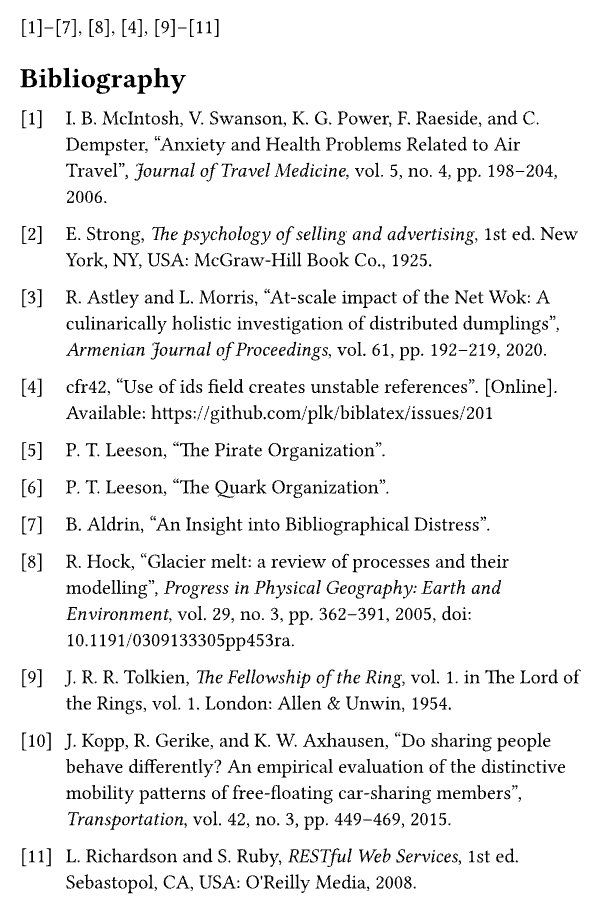 [1]–[7], [8], [4], [9]–[11]
Bibliography
[1] I. B. McIntosh, V. Swanson, K. G. Power, F. Raeside, and C.
Dempster, “Anxiety and Health Problems Related to Air
Travel”, Journal of Travel Medicine, vol. 5, no. 4, pp. 198–204,
2006.
[2] E. Strong, The psychology of selling and advertising, 1st ed. New
York, NY, USA: McGraw-Hill Book Co., 1925.
[3] R. Astley and L. Morris, “At-scale impact of the Net Wok: A
culinarically holistic investigation of distributed dumplings”,
Armenian Journal of Proceedings, vol. 61, pp. 192–219, 2020.
[4] cfr42, “Use of ids field creates unstable references”. [Online].
Available: https://github.com/plk/biblatex/issues/201
[5] P. T. Leeson, “The Pirate Organization”.
[6] P. T. Leeson, “The Quark Organization”.
[7] B. Aldrin, “An Insight into Bibliographical Distress”.
[8] R. Hock, “Glacier melt: a review of processes and their
modelling”, Progress in Physical Geography: Earth and
Environment, vol. 29, no. 3, pp. 362–391, 2005, doi:
10.1191/0309133305pp453ra.
[9] J. R. R. Tolkien, The Fellowship of the Ring, vol. 1. in The Lord of
the Rings, vol. 1. London: Allen & Unwin, 1954.
[10] J. Kopp, R. Gerike, and K. W. Axhausen, “Do sharing people
behave differently? An empirical evaluation of the distinctive
mobility patterns of free-floating car-sharing members”,
Transportation, vol. 42, no. 3, pp. 449–469, 2015.
[11] L. Richardson and S. Ruby, RESTful Web Services, 1st ed.
Sebastopol, CA, USA: O'Reilly Media, 2008.